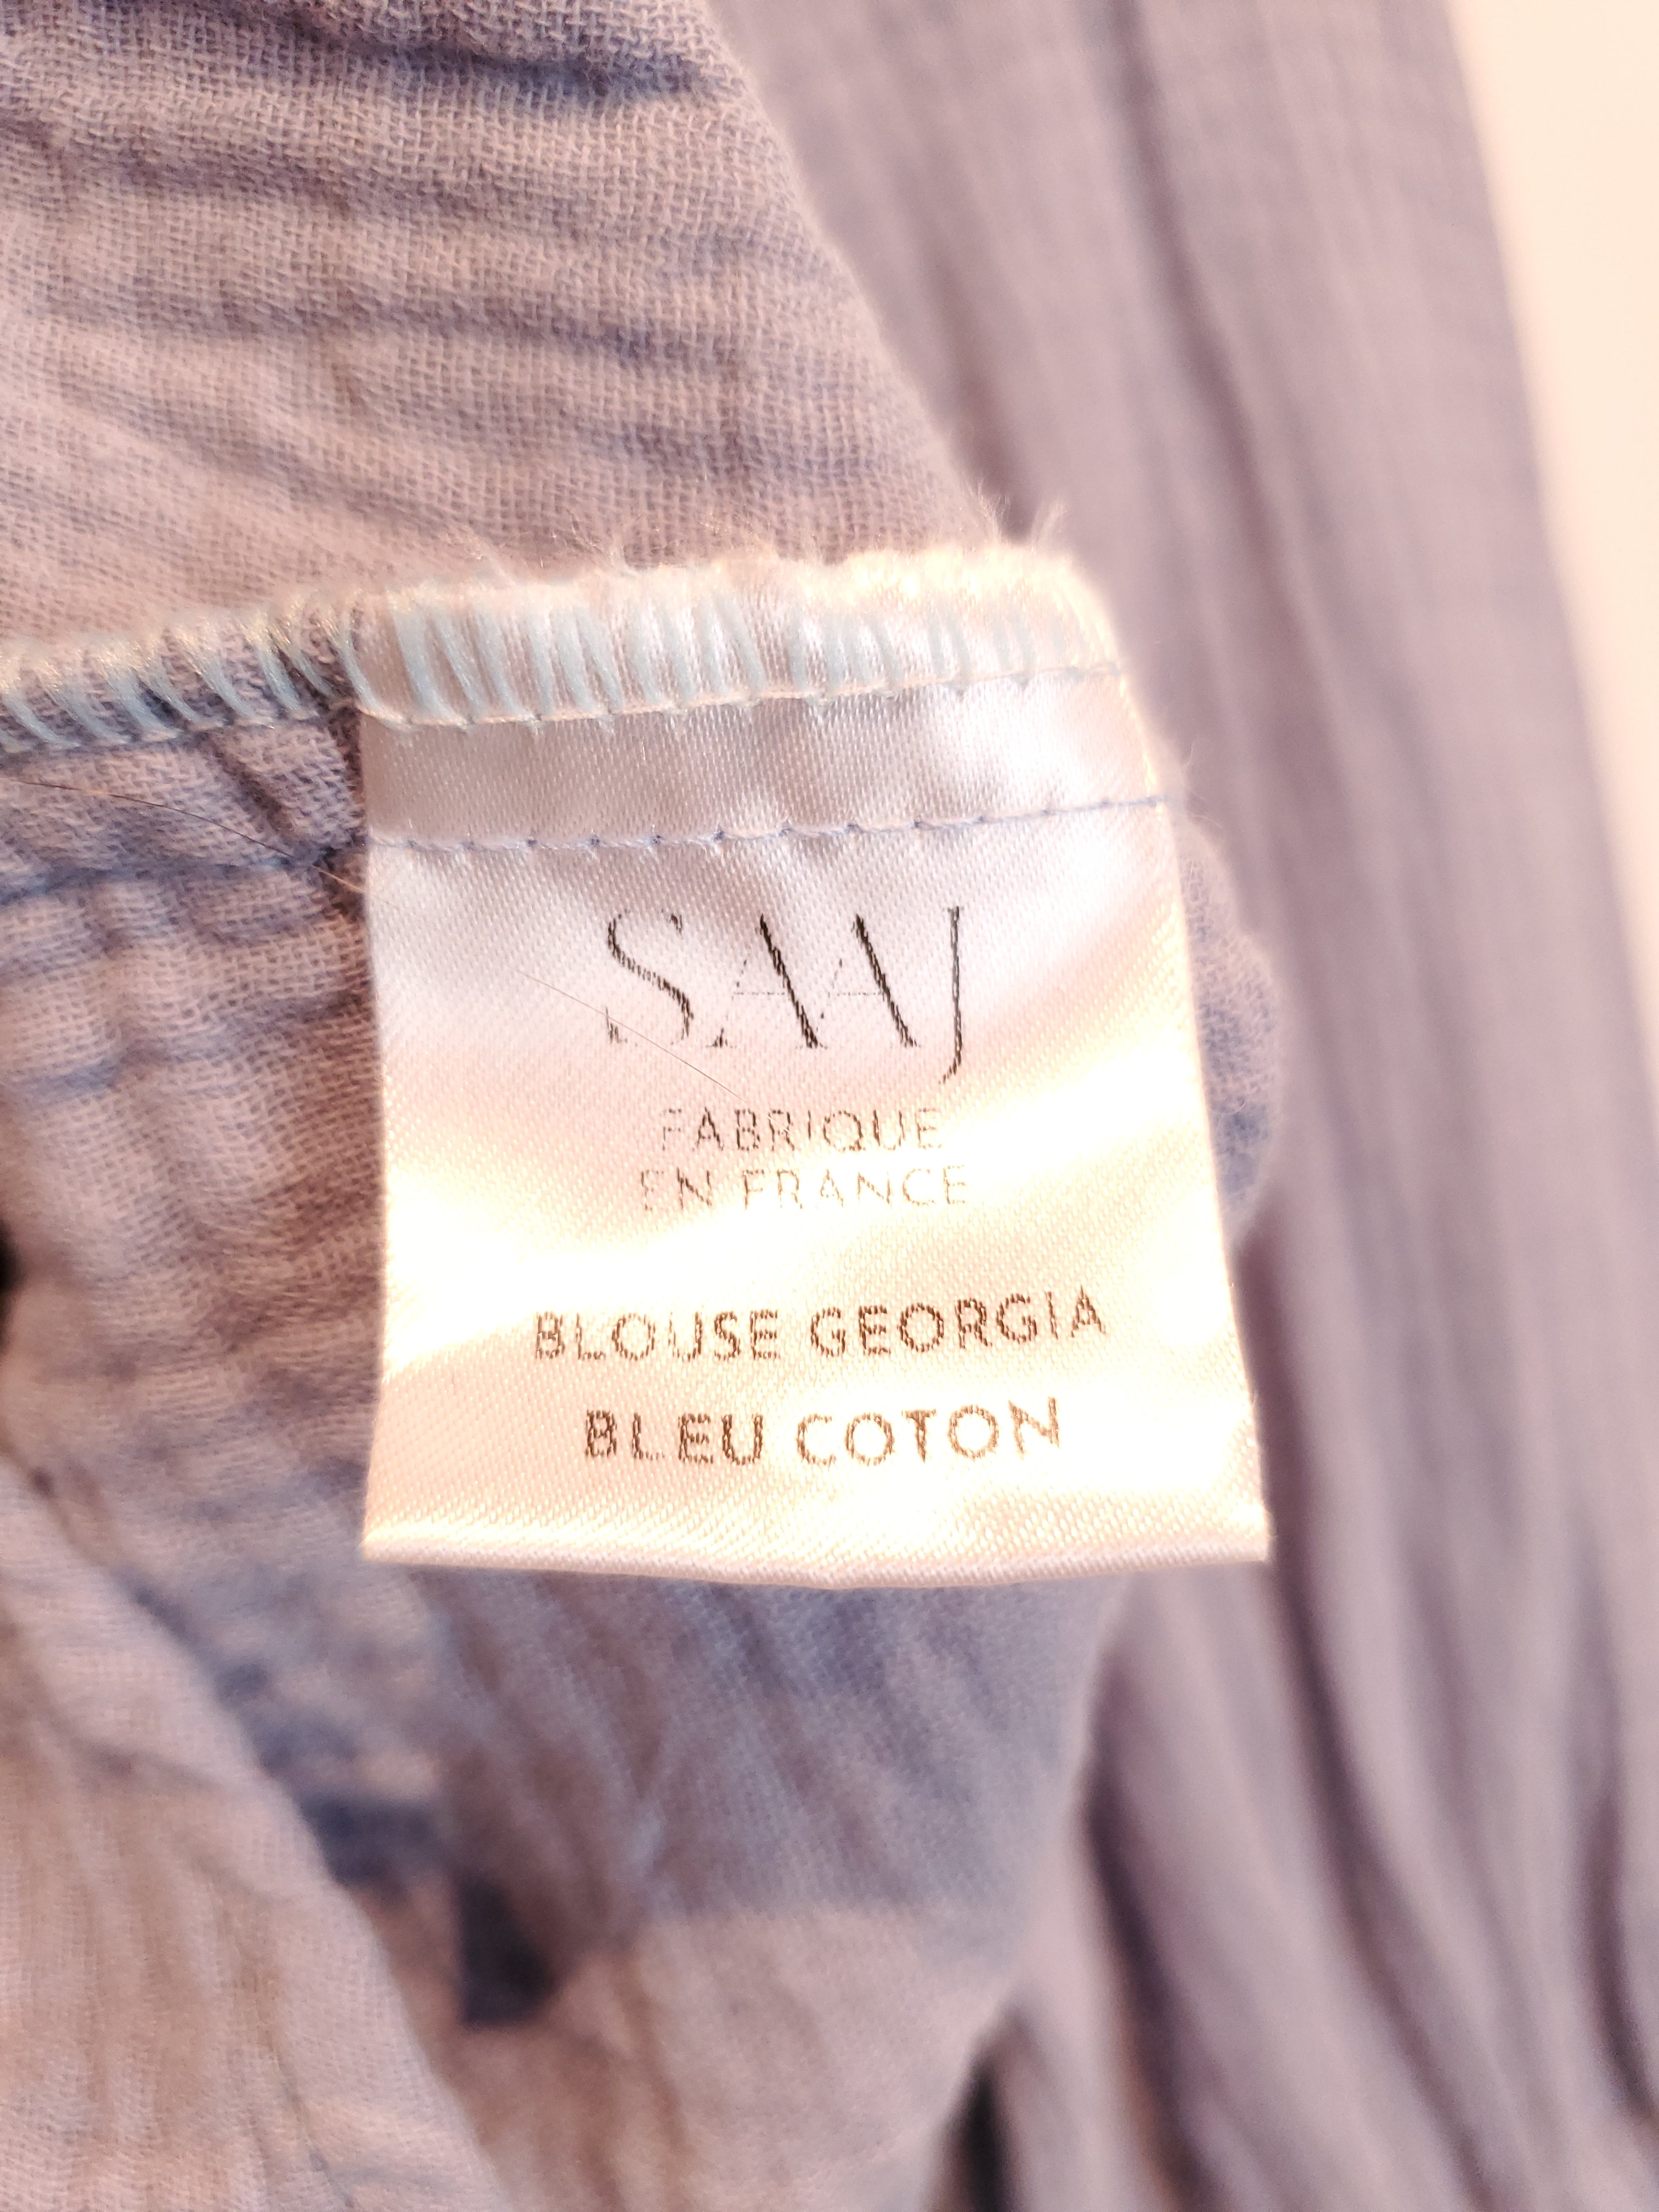 SAAJ
FABRIQUE
EN FRANCE
BLOUSE GEORGIA
BLEU COTON